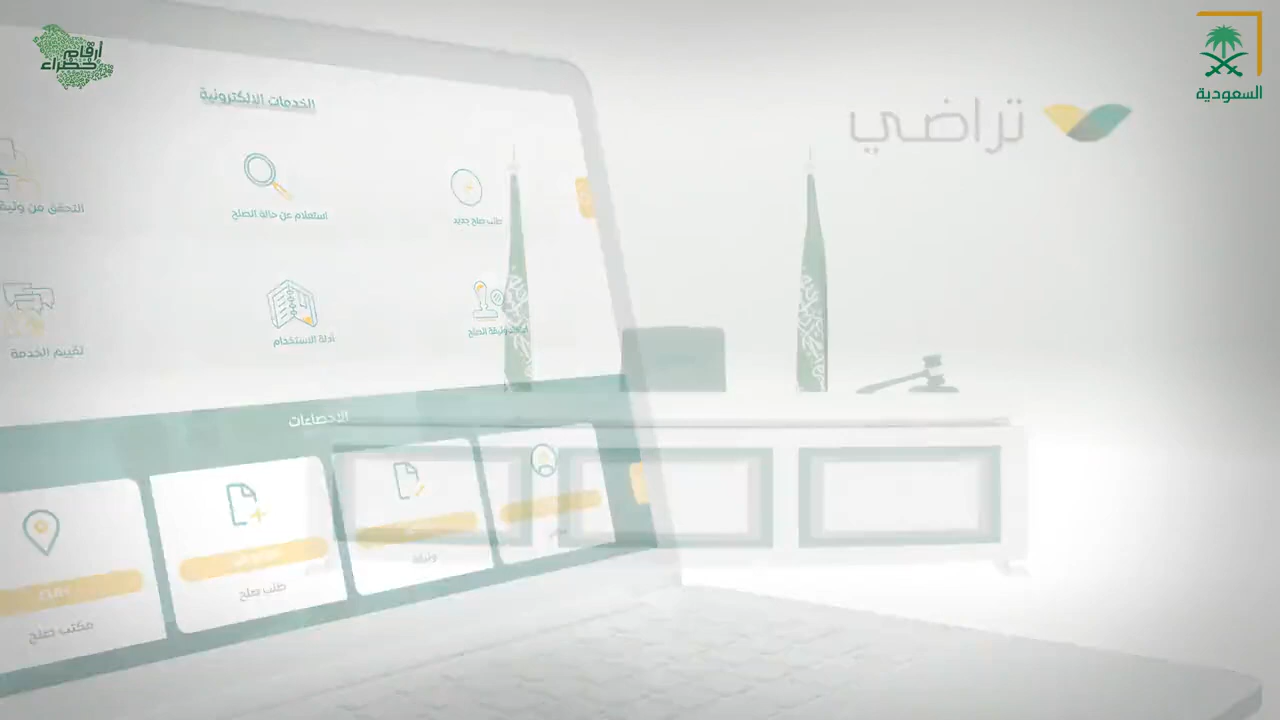 أرقام
خضراء
السعودية
تراضي
الخدمات الالكترونية
طلب صلح جديد
استعلام عن حالة الصلح
التحقق من
أدلة الاستخدام
تقييم الخدمة
الإحصاءات
وثيقة
طلب صلح
مكتب صلح